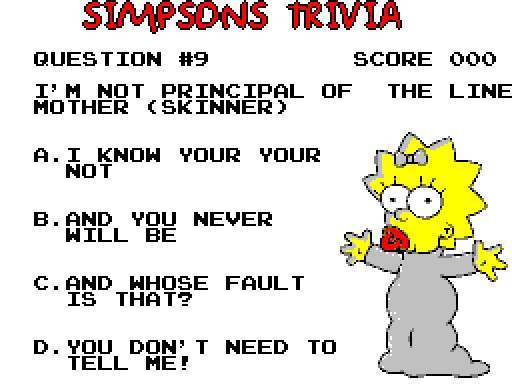 SIMPSONS TRIVIA
QUESTION #9 SCORE 000
I'M NOT PRINCIPAL OF THE LINE
MOTHER (SKINNER)
A.I KNOW YOUR YOUR
NOT
B.AND YOU NEVER
WILL BE
C.AND WHOSE FAULT
IS THAT?
D.YOU DON'T NEED TO
TELL ME!